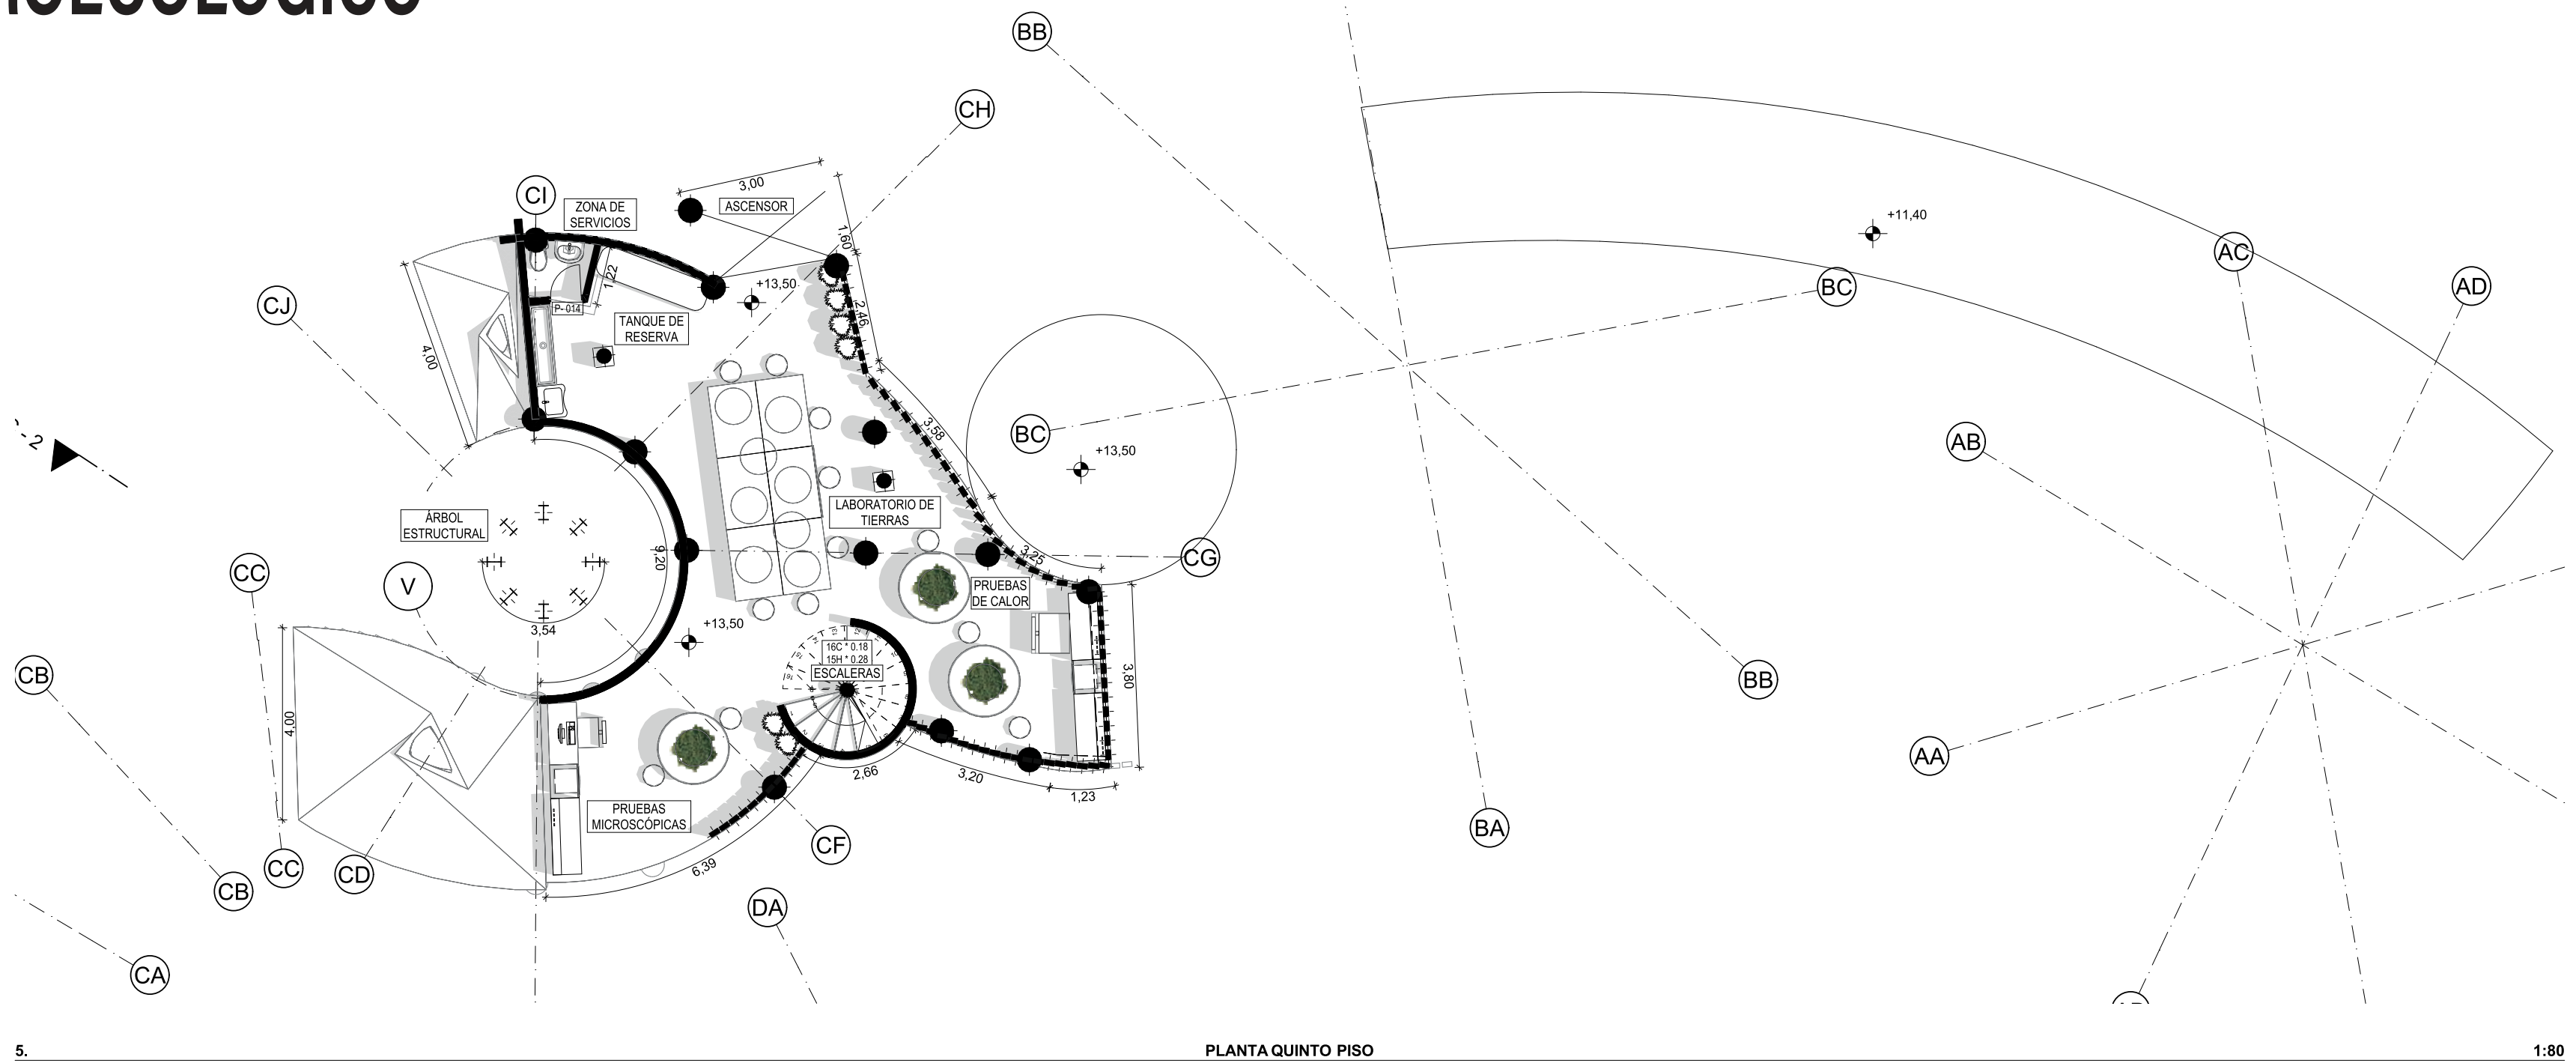 BB
CH
3,00
CI
ZONA DE
SERVICIOS
ASCENSOR
+11,40
1,60
AC
1,22
+13,50
BC
AD
CJ
P- 014
2,46
TANQUE DE
RESERVA
4,00
3,58
BC
- 2
+13,50
AB
LABORATORIO DE
TIERRAS
ÁRBOL
ESTRUCTURAL
9,20
3,25
CG
CC
V
PRUEBAS
DE CALOR
3,54
+13,50
16C * 0.18
15H * 0.28
ESCALERAS
CB
3,80
BB
4,00
AA
2,66
3,20
1,23
PRUEBAS
MICROSCÓPICAS
BA
CF
6,39
CC
CD
CB
DA
CA
5.
PLANTA QUINTO PISO
1:80